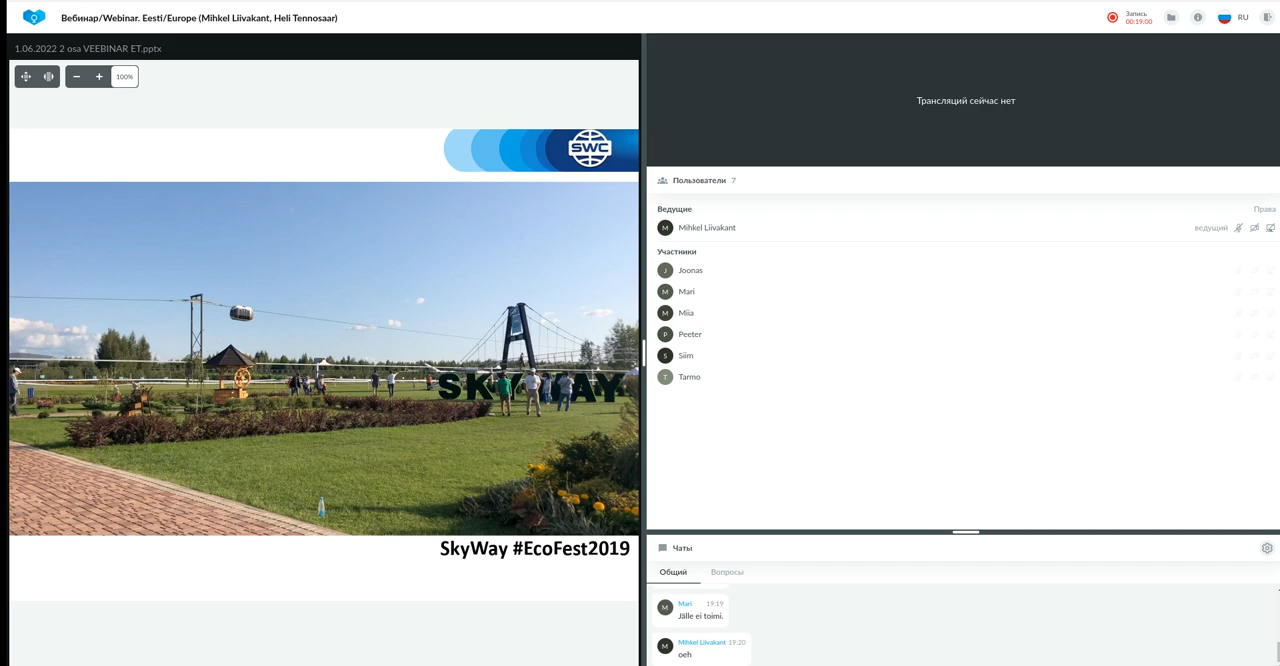 Вебинар/Webinar. Eesti/Europe (Mihkel Liivakant, Heli Tennosaar)
Запись
00:19:00
RU
1.06.2022 2 osa VEEBINAR ET.pptx
100%
SWC
SKYWAY
SkyWay #EcoFest2019
Трансляций сейчас нет
Пользователи 7
Ведущие
Права
M
Mihkel Liivakant
ведущий
Участники
J
Joonas
M
Mari
M
Miia
P
Peeter
S
Siim
T
Tarmo
Чаты
Общий
Вопросы
M
Mari 19:19
Jälle ei toimi.
M
Mihkel Liivakant 19:20
oeh